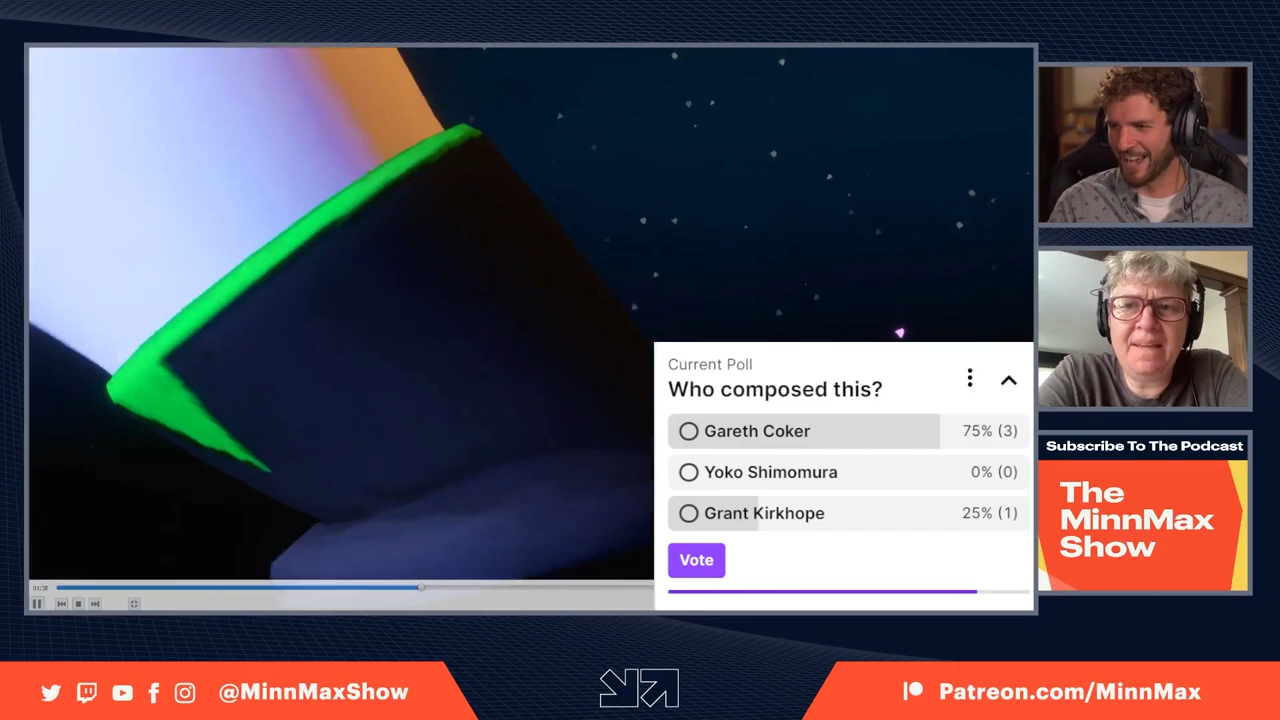 Current Poll
Who composed this?
Gareth Coker
75% (3)
Yoko Shimomura
0% (0)
Grant Kirkhope
25% (1)
Vote
Subscribe To The Podcast
The
MinnMax
Show
@MinnMaxShow
Patreon.com/MinnMax